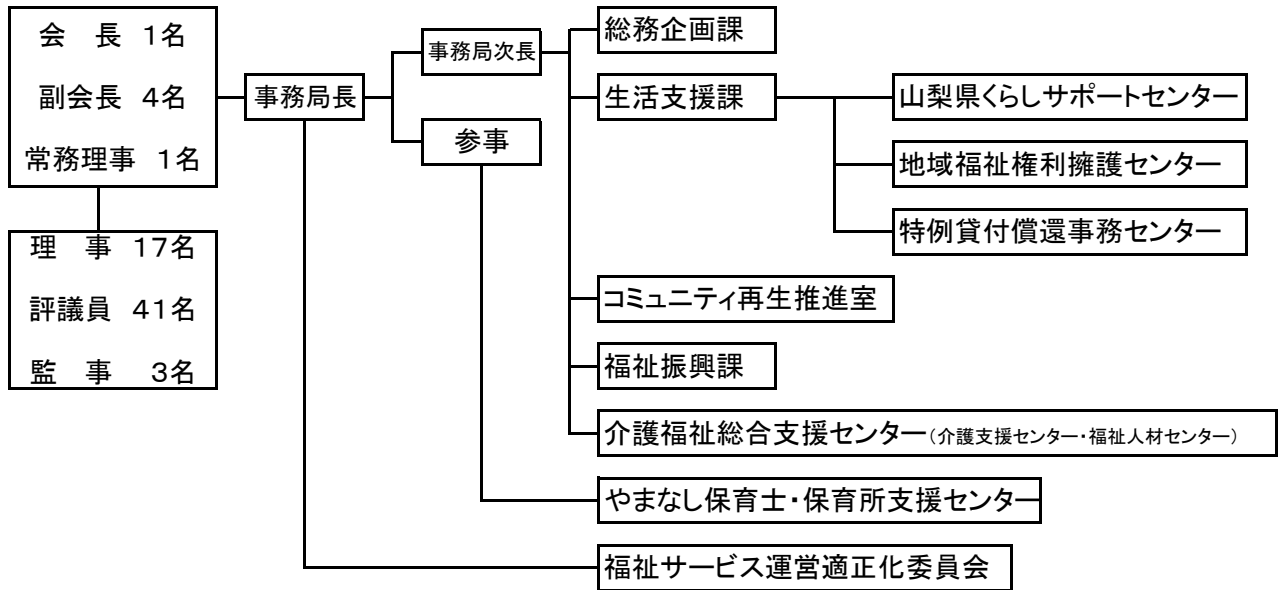 会　長　1名
副会長　4名
常務理事　1名
理　事　17名
評議員　41名
監　事　3名
事務局長
事務局次長
参事
総務企画課
生活支援課
山梨県くらしサポートセンター
地域福祉権利擁護センター
特例貸付償還事務センター
コミュニティ再生推進室
福祉振興課
介護福祉総合支援センター（介護支援センター・福祉人材センター）
やまなし保育士・保育所支援センター
福祉サービス運営適正化委員会